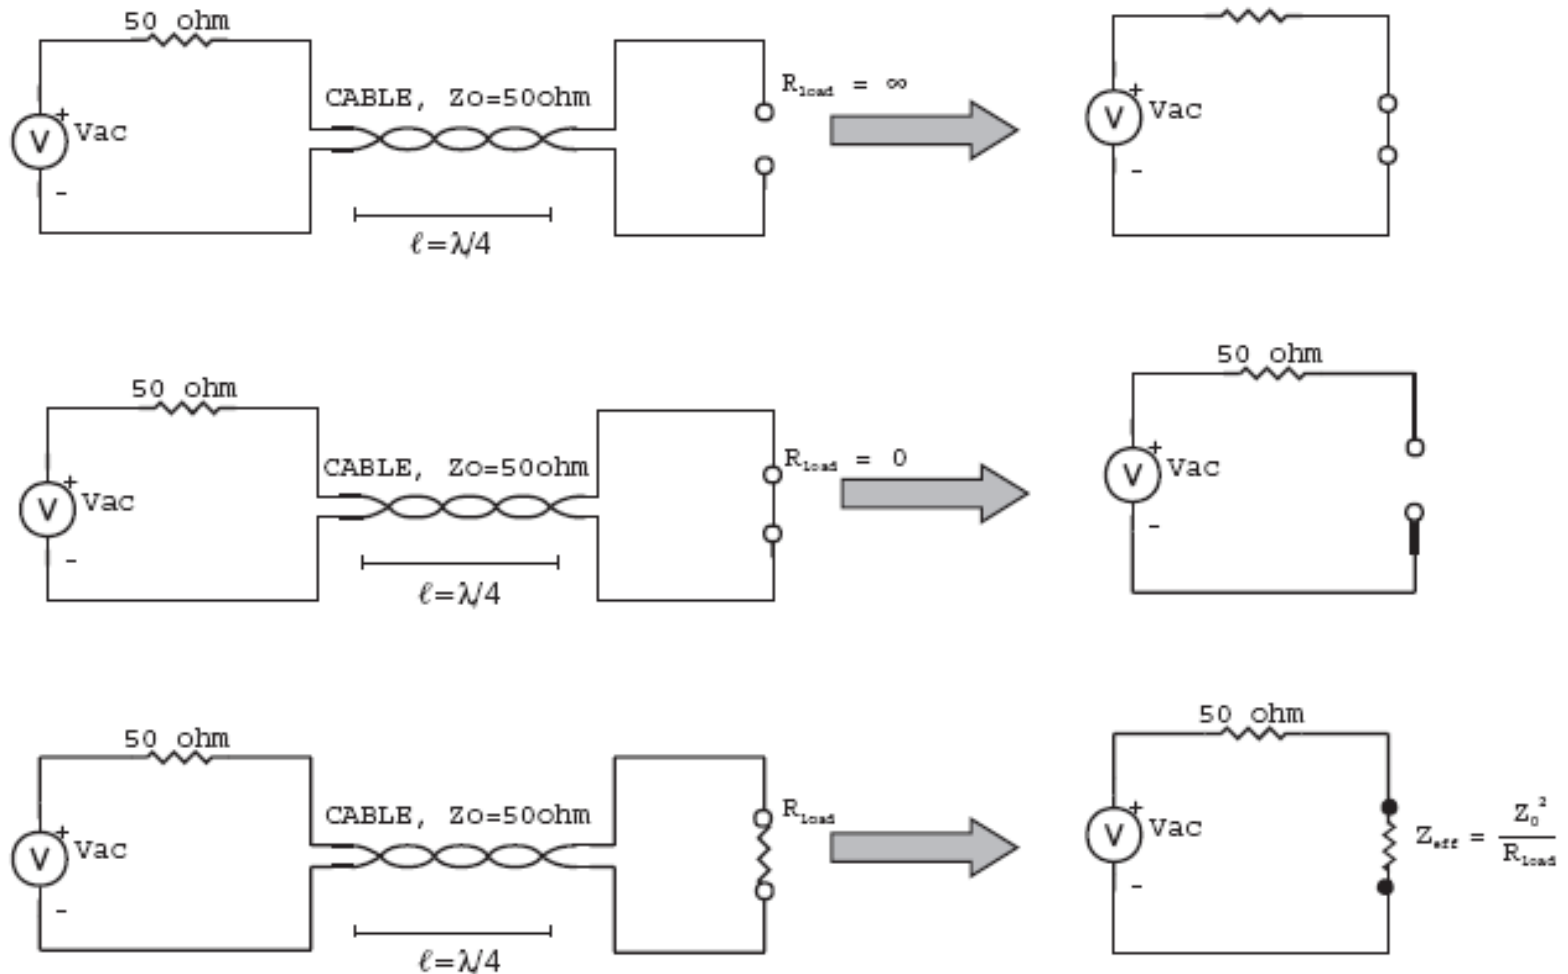 50 ohm
V
+
Vac
-
CABLE, Zo=50ohm
ℓ=λ/4
R_load = ∞
V
+
Vac
-
50 ohm
V
+
Vac
-
CABLE, Zo=50ohm
ℓ=λ/4
R_load = 0
50 ohm
V
+
Vac
-
50 ohm
V
+
Vac
-
CABLE, Zo=50ohm
ℓ=λ/4
R_load
50 ohm
V
+
Vac
-
Z_eff = Z_0^2 / R_load